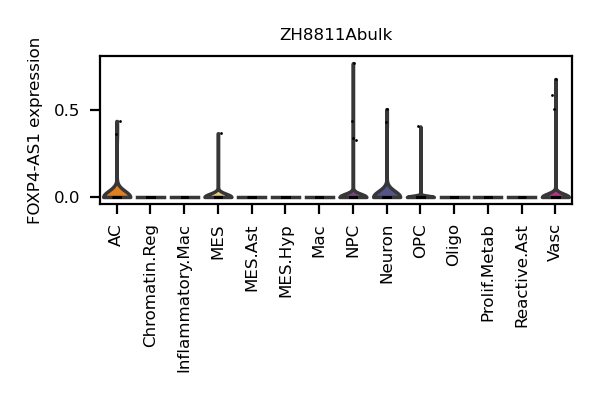 ZH8811Abulk
FOXP4-AS1 expression
0.5
0.0
AC
Chromatin.Reg
Inflammatory.Mac
MES
MES.Ast
MES.Hyp
Mac
NPC
Neuron
OPC
Oligo
Prolif.Metab
Reactive.Ast
Vasc